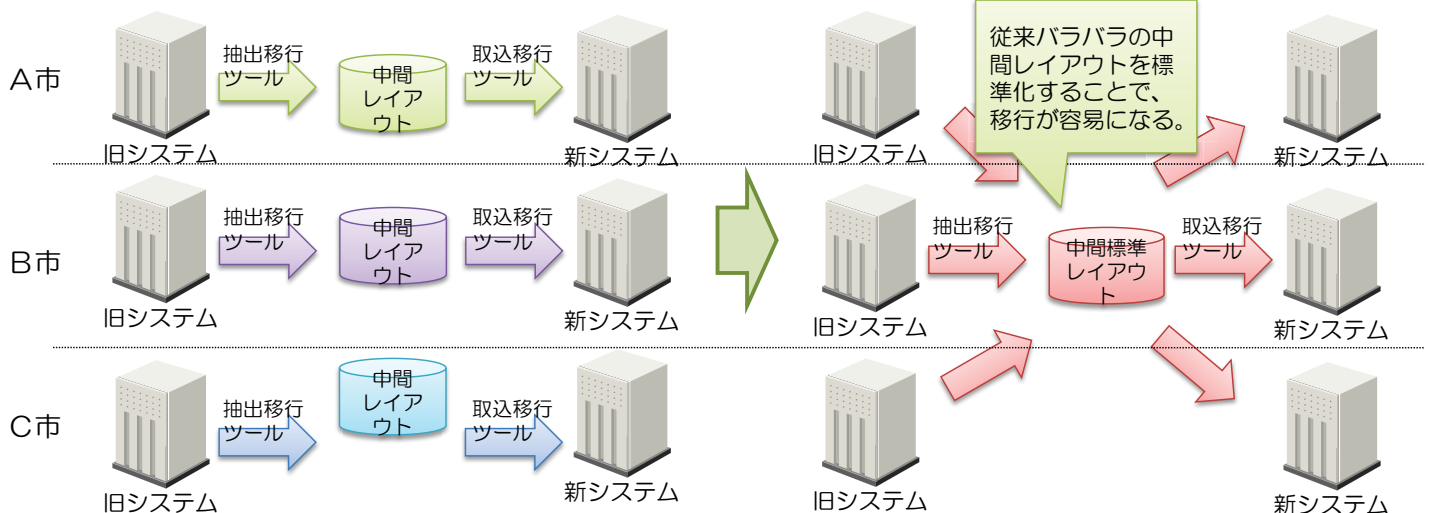 A市
抽出移行
ツール
中間
レイア
ウト
取込移行
ツール
旧システム
新システム
従来バラバラの中
間レイアウトを標
準化することで、
移行が容易になる。
旧システム
新システム
B市
抽出移行
ツール
中間
レイア
ウト
取込移行
ツール
旧システム
新システム
抽出移行
ツール
中間標準
レイアウ
ト
取込移行
ツール
旧システム
新システム
C市
抽出移行
ツール
中間
レイア
ウト
取込移行
ツール
旧システム
新システム
旧システム
新システム